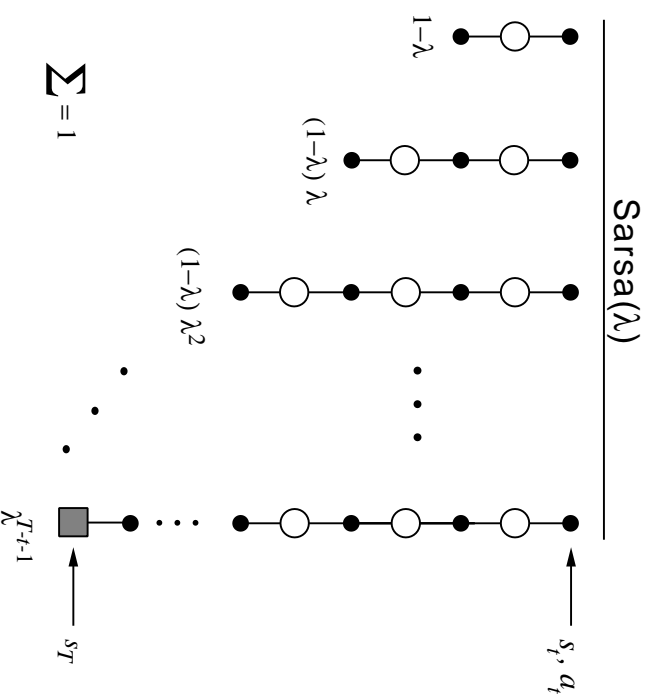 Sarsa(λ)
s_t, a_t
1−λ
(1−λ) λ
(1−λ) λ²
Σ = 1
s_T
λ^{T-t-1}